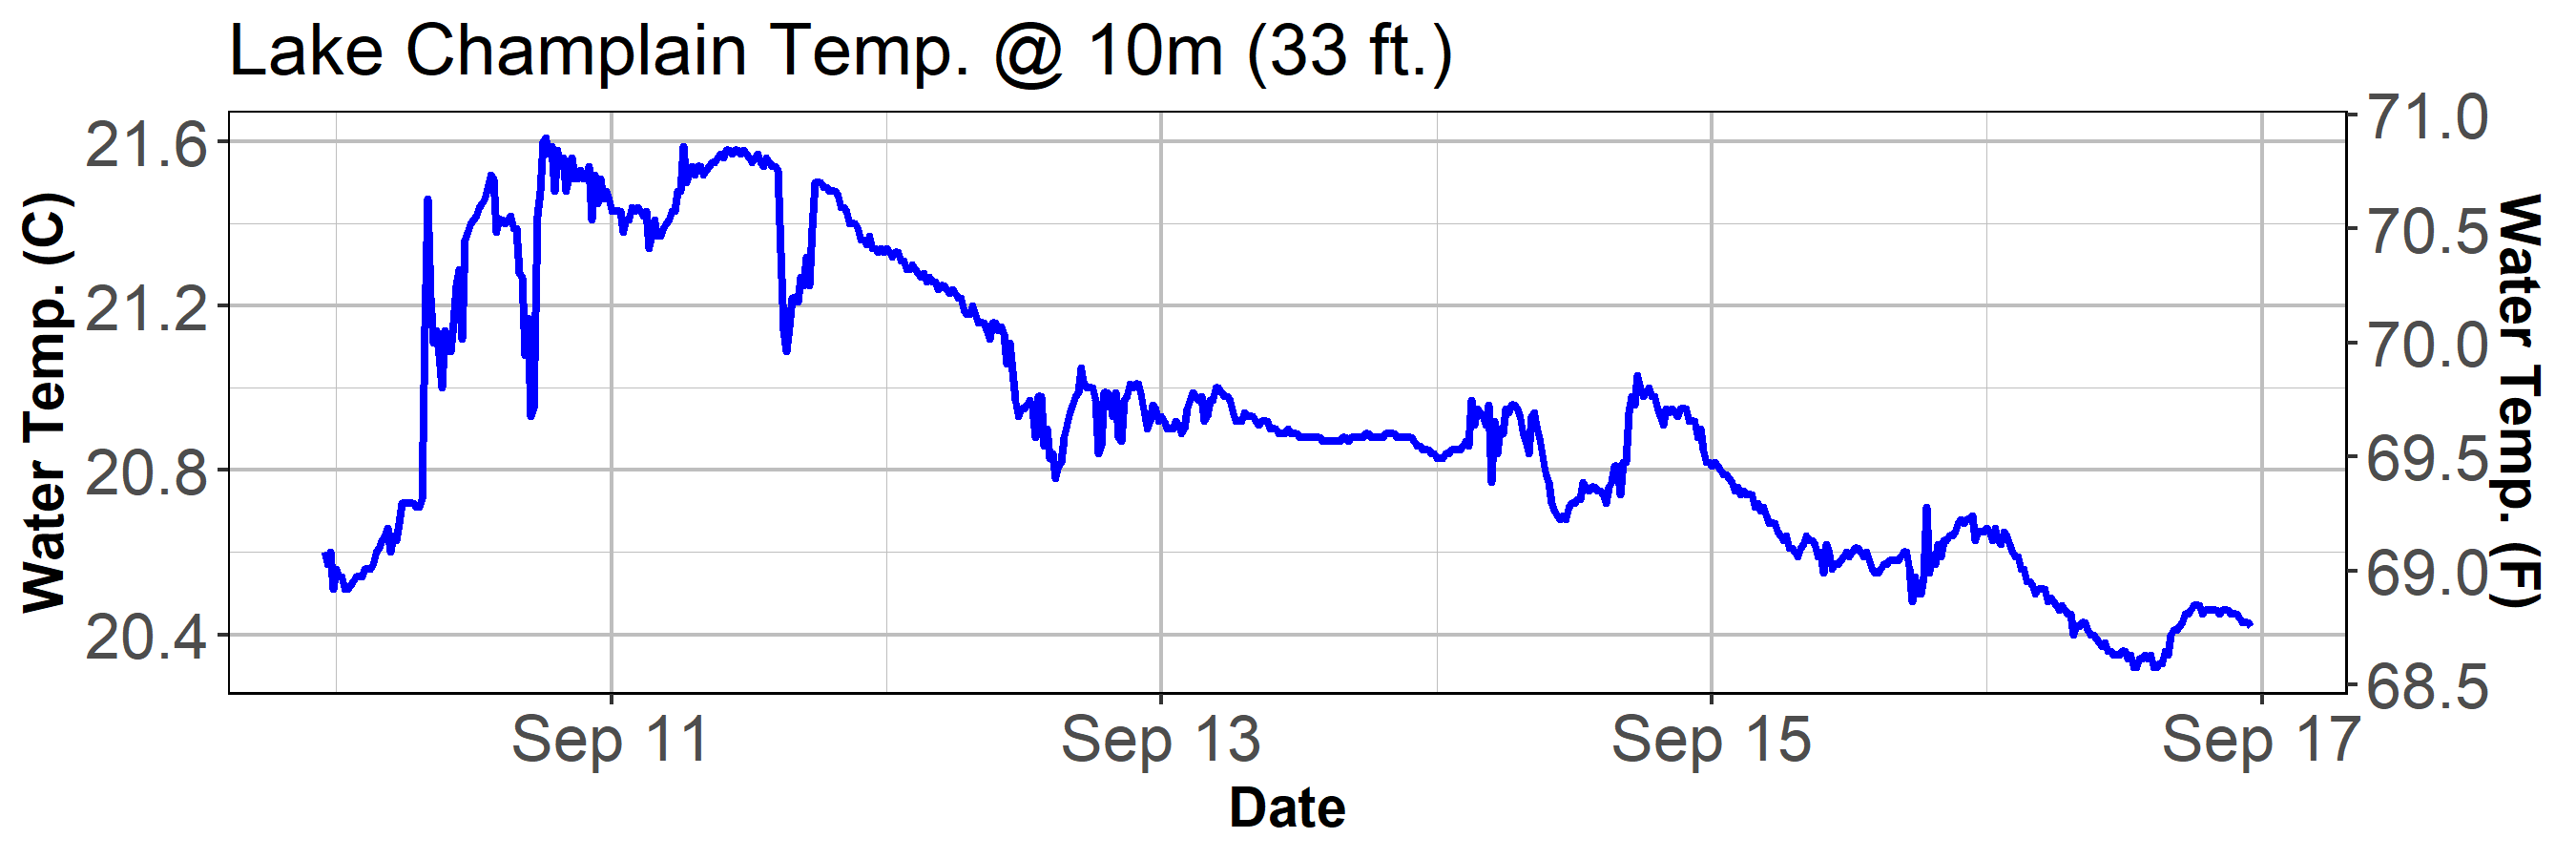 Lake Champlain Temp. @ 10m (33 ft.)
Water Temp. (C)
21.6
21.2
20.8
20.4
71.0
70.5
70.0
69.5
69.0
68.5
Water Temp. (F)
Sep 11 Sep 13 Sep 15 Sep 17
Date